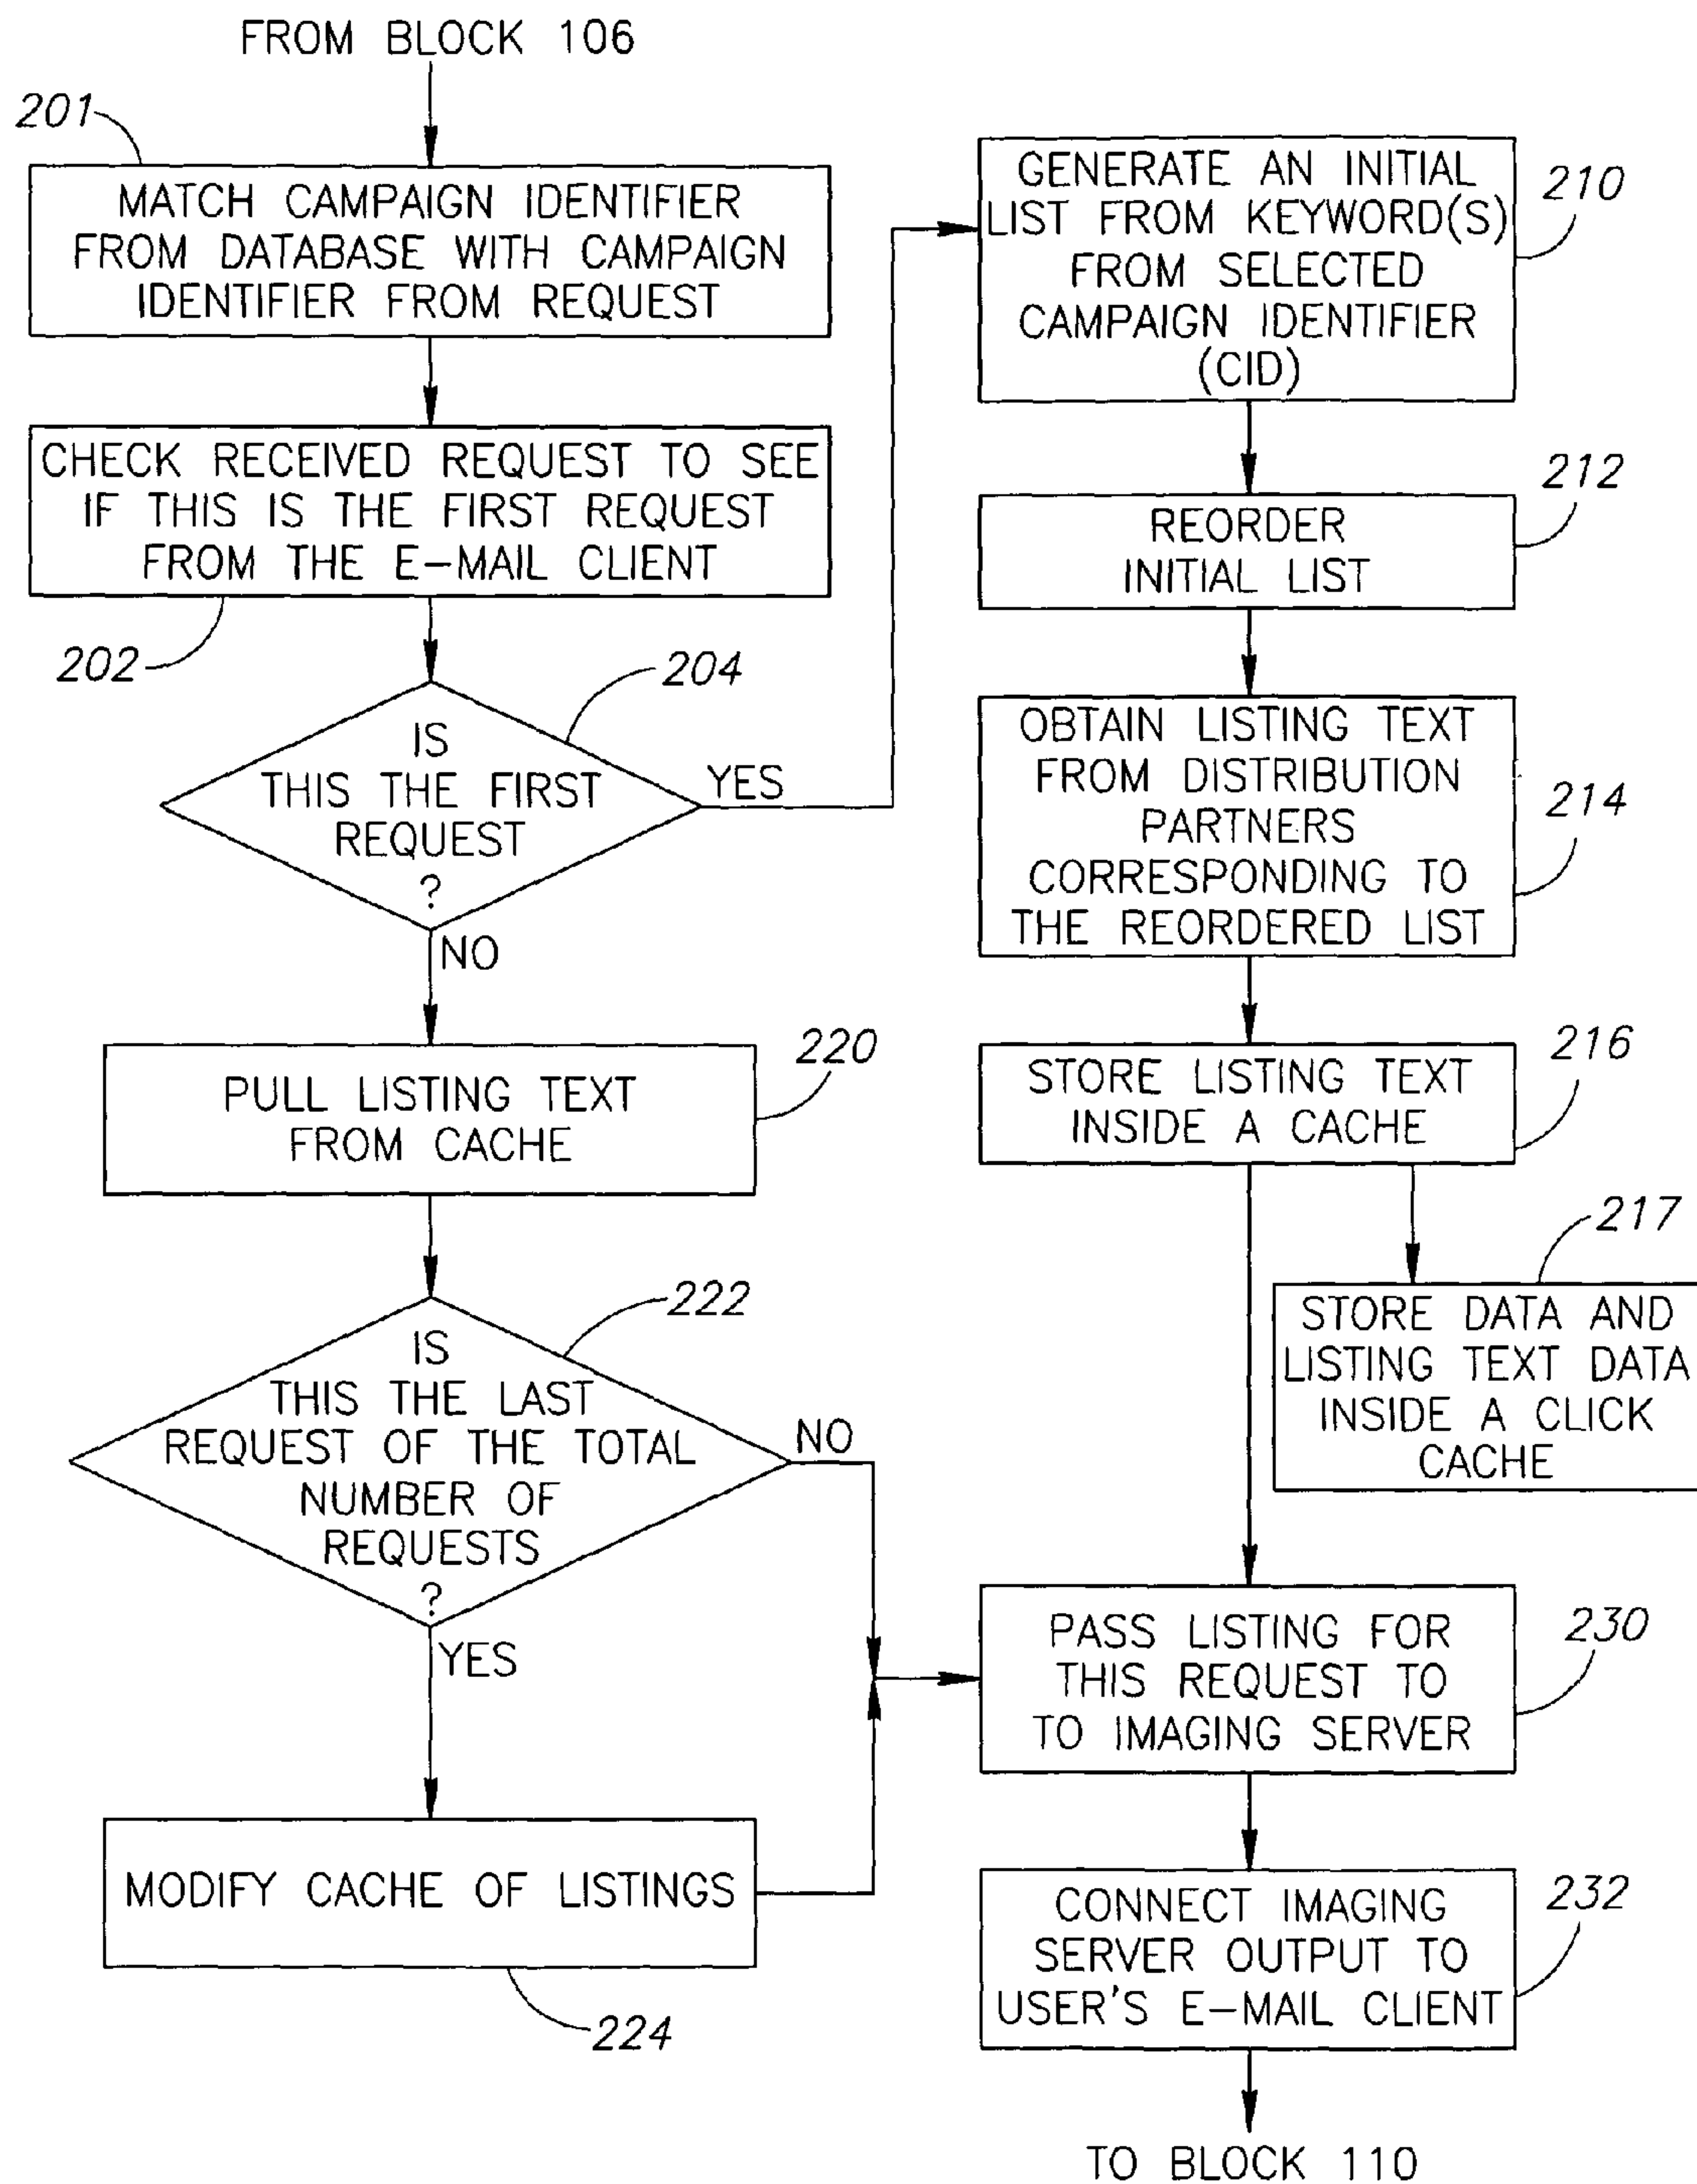 FROM BLOCK 106
201
MATCH CAMPAIGN IDENTIFIER
FROM DATABASE WITH CAMPAIGN
IDENTIFIER FROM REQUEST
CHECK RECEIVED REQUEST TO SEE
IF THIS IS THE FIRST REQUEST
FROM THE E-MAIL CLIENT
202
204
IS
THIS THE FIRST
REQUEST
?
YES
NO
220
PULL LISTING TEXT
FROM CACHE
222
IS
THIS THE LAST
REQUEST OF THE TOTAL
NUMBER OF
REQUESTS
?
NO
YES
MODIFY CACHE OF LISTINGS
224
GENERATE AN INITIAL
LIST FROM KEYWORD(S)
FROM SELECTED
CAMPAIGN IDENTIFIER
(CID)
210
212
REORDER
INITIAL LIST
OBTAIN LISTING TEXT
FROM DISTRIBUTION
PARTNERS
CORRESPONDING TO
THE REORDERED LIST
214
216
STORE LISTING TEXT
INSIDE A CACHE
217
STORE DATA AND
LISTING TEXT DATA
INSIDE A CLICK
CACHE
PASS LISTING FOR
THIS REQUEST TO
TO IMAGING SERVER
230
CONNECT IMAGING
SERVER OUTPUT TO
USER'S E-MAIL CLIENT
232
TO BLOCK 110